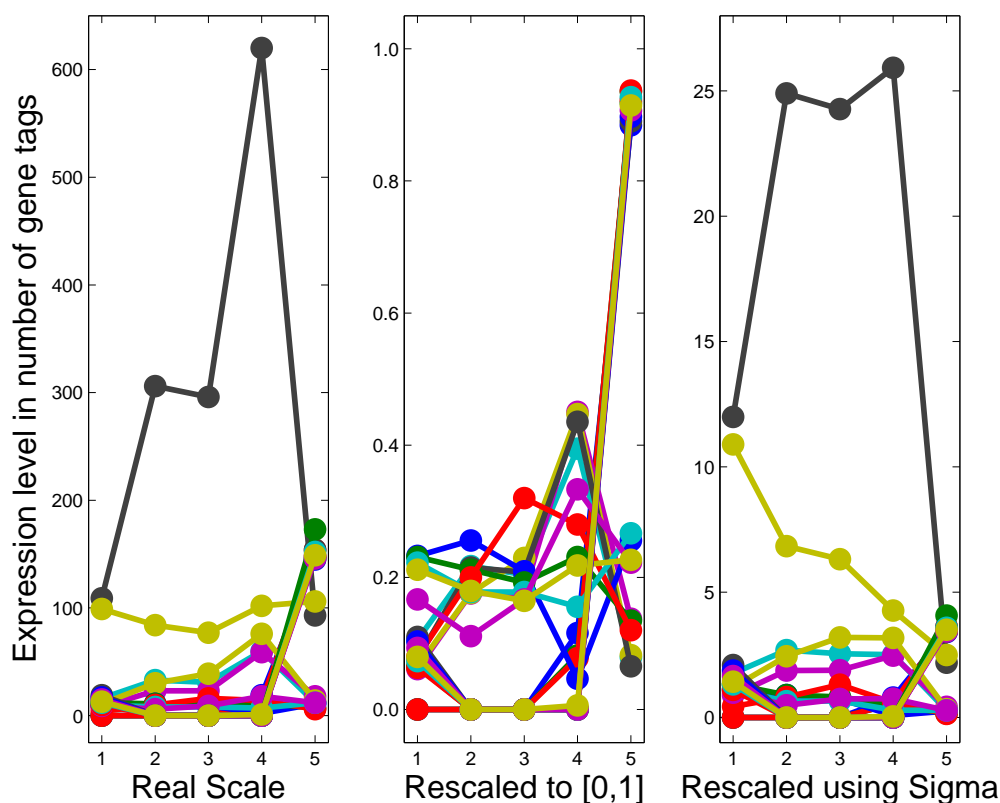 Expression level in number of gene tags
600
500
400
300
200
100
0
1 2 3 4 5
Real Scale
1.0
0.8
0.6
0.4
0.2
0.0
1 2 3 4 5
Rescaled to [0,1]
25
20
15
10
5
0
1 2 3 4 5
Rescaled using Sigma